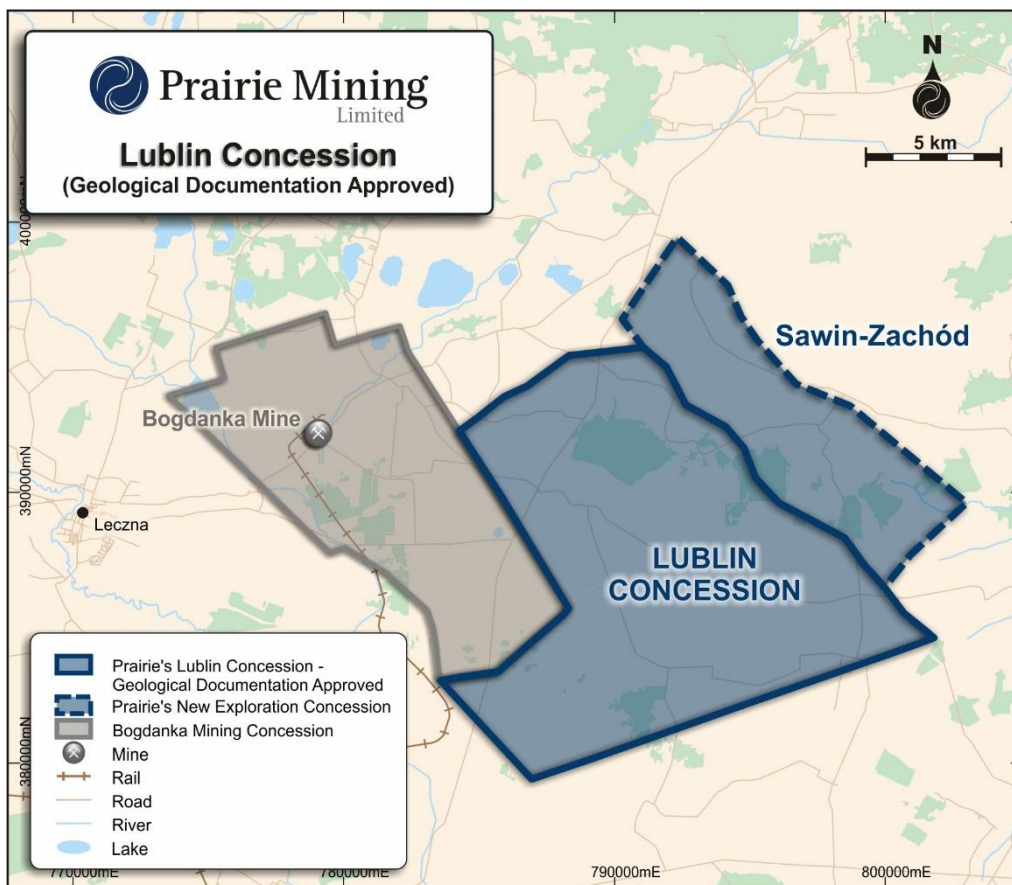 Prairie Mining
Limited
Lublin Concession
(Geological Documentation Approved)
N
5 km
400000mN
Sawin-Zachód
Bogdanka Mine
390000mN
Leczna
LUBLIN
CONCESSION
Prairie's Lublin Concession -
Geological Documentation Approved
Prairie's New Exploration Concession
Bogdanka Mining Concession
Mine
Rail
Road
River
Lake
380000mN
770000mE
780000mE
790000mE
800000mE